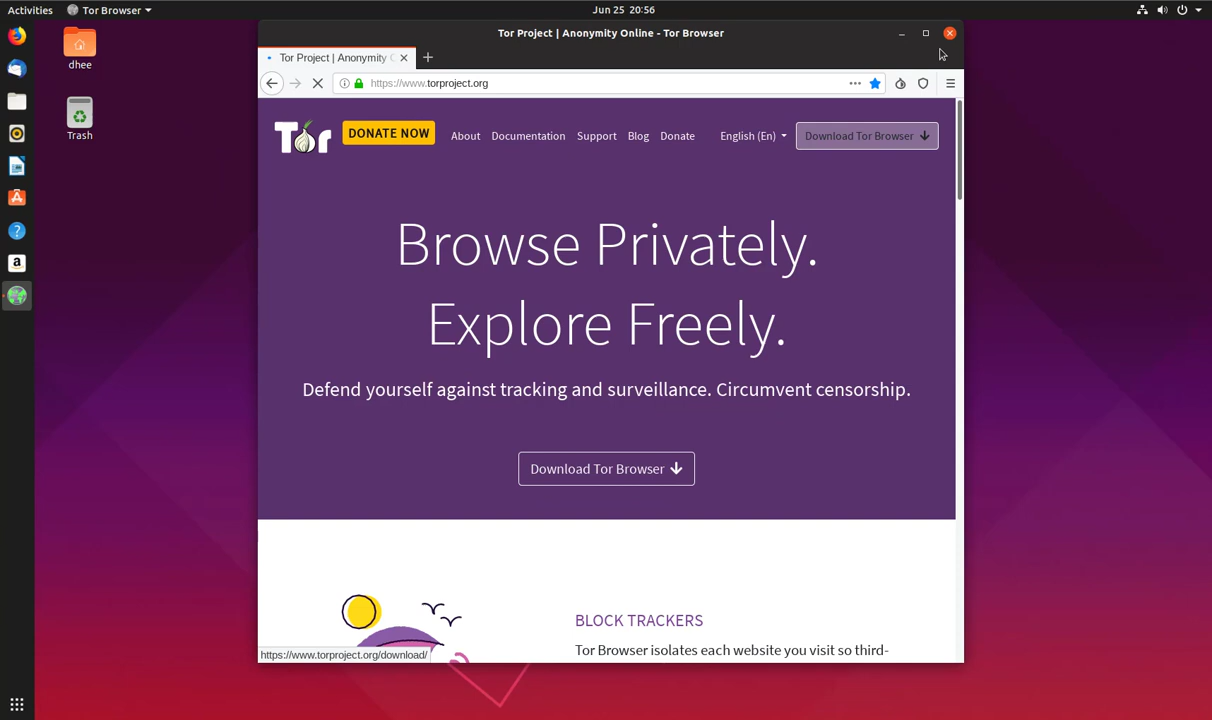 Activities
Tor Browser
Jun 25 20:56
dhee
Trash
Tor Project | Anonymity Online - Tor Browser
Tor Project | Anonymity O
https://www.torproject.org
Tor
DONATE NOW
About
Documentation
Support
Blog
Donate
English (En)
Download Tor Browser
Browse Privately.
Explore Freely.
Defend yourself against tracking and surveillance. Circumvent censorship.
Download Tor Browser
BLOCK TRACKERS
Tor Browser isolates each website you visit so third-
https://www.torproject.org/download/